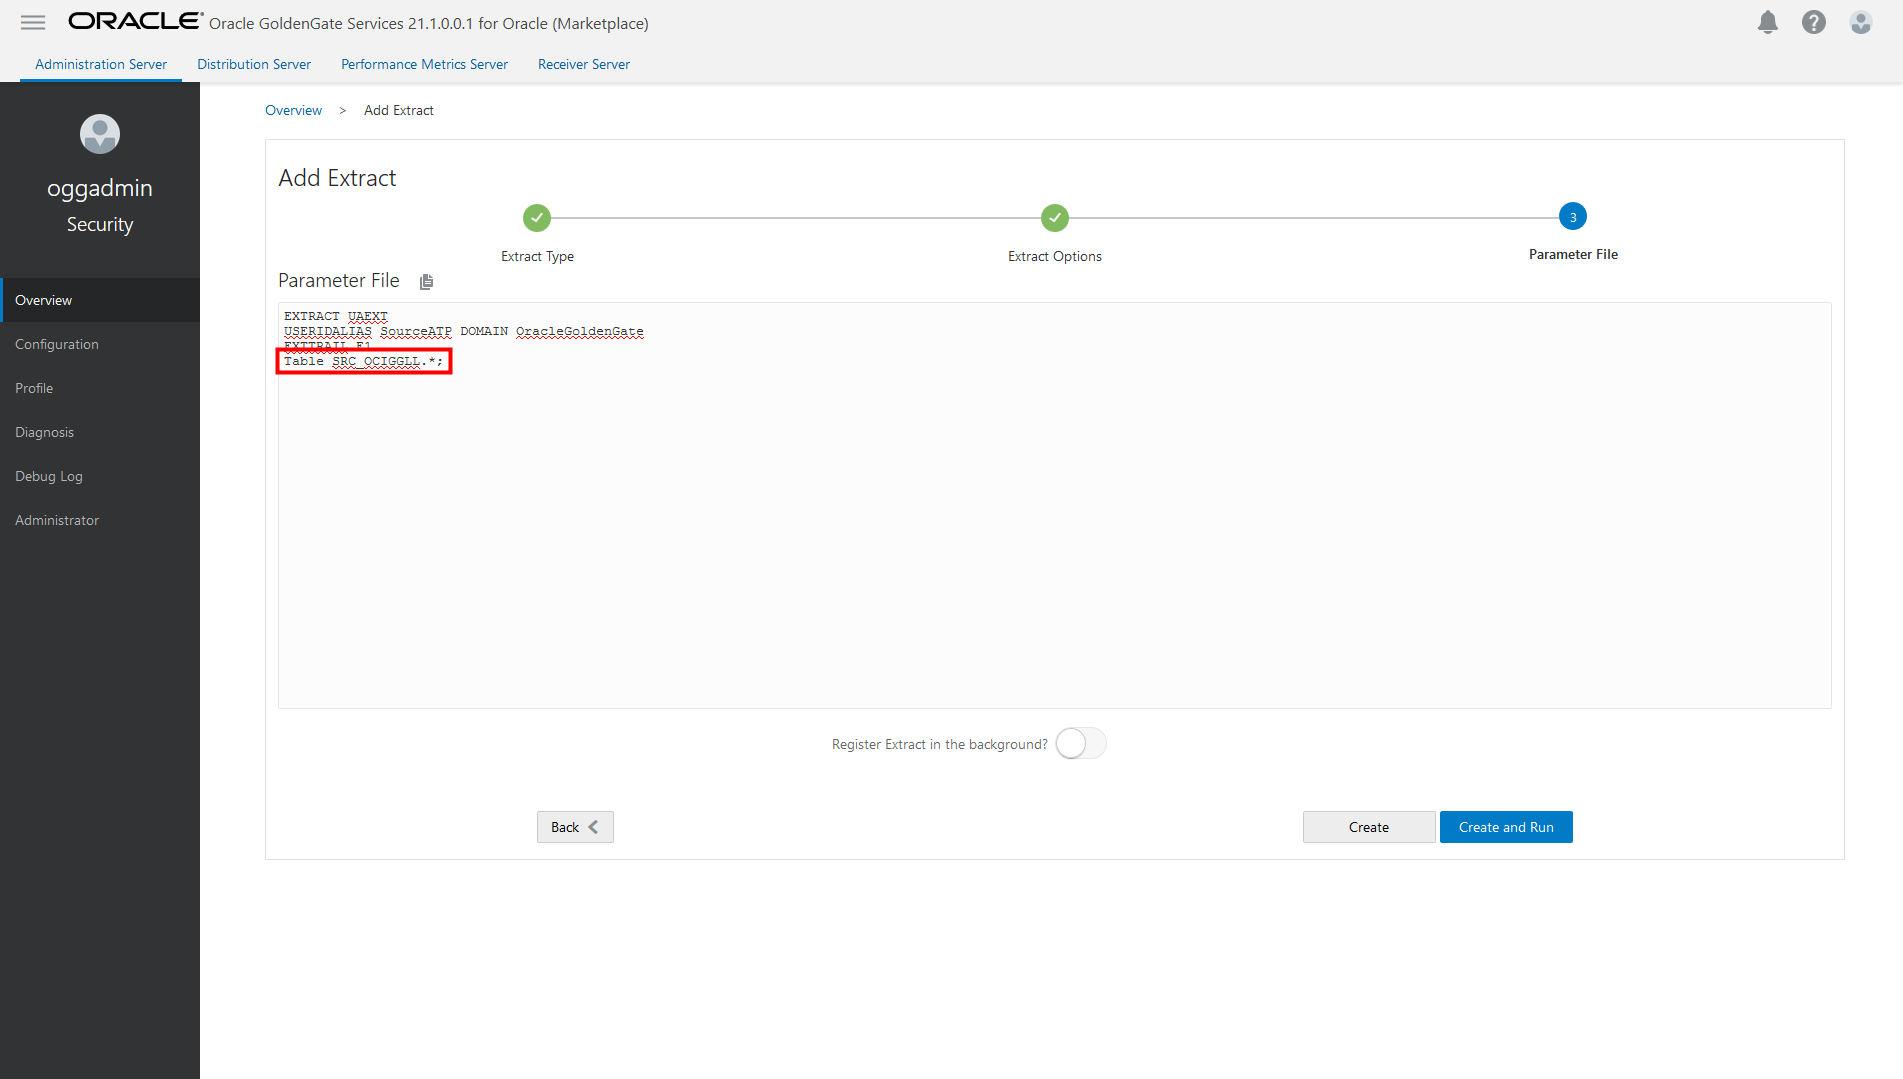 ORACLE Oracle GoldenGate Services 21.1.0.0.1 for Oracle (Marketplace)
Administration Server Distribution Server Performance Metrics Server Receiver Server
oggadmin
Security
Overview
Configuration
Profile
Diagnosis
Debug Log
Administrator
Overview > Add Extract
Add Extract
3
Extract Type Extract Options Parameter File
Parameter File
EXTRACT UAEXT
USERIDALIAS SourceATP DOMAIN OracleGoldenGate
EXTTRAIL E1
Table SRC_OCIGGLL.*;
Register Extract in the background?
Back Create Create and Run